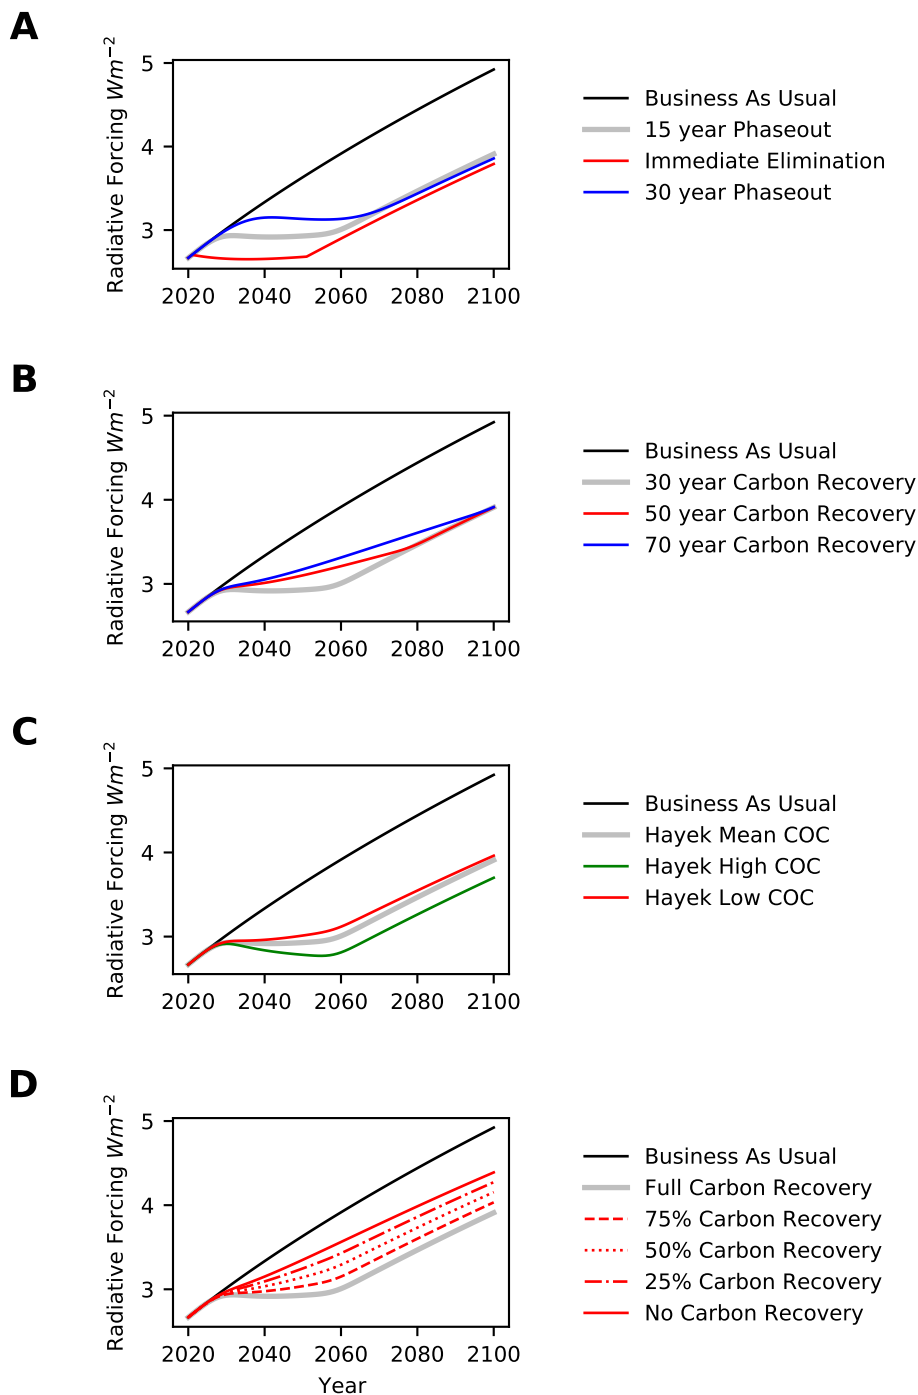 A
Radiative Forcing Wm⁻²
5
4
3
2020 2040 2060 2080 2100
Business As Usual
15 year Phaseout
Immediate Elimination
30 year Phaseout
B
Radiative Forcing Wm⁻²
5
4
3
2020 2040 2060 2080 2100
Business As Usual
30 year Carbon Recovery
50 year Carbon Recovery
70 year Carbon Recovery
C
Radiative Forcing Wm⁻²
5
4
3
2020 2040 2060 2080 2100
Business As Usual
Hayek Mean COC
Hayek High COC
Hayek Low COC
D
Radiative Forcing Wm⁻²
5
4
3
2020 2040 2060 2080 2100
Year
Business As Usual
Full Carbon Recovery
75% Carbon Recovery
50% Carbon Recovery
25% Carbon Recovery
No Carbon Recovery